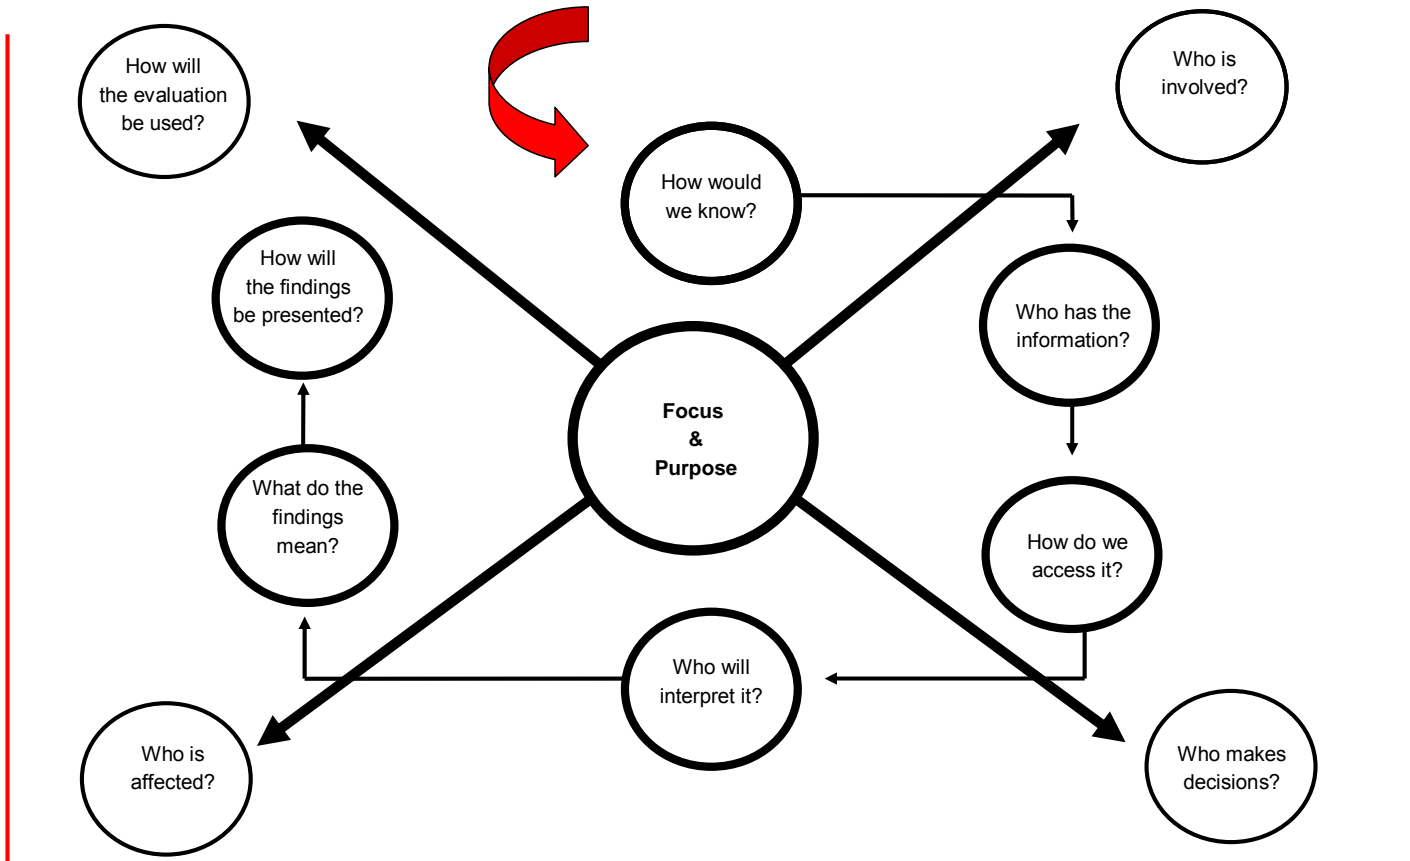 How will
the evaluation
be used?
Who is
involved?
How would
we know?
How will
the findings
be presented?
Who has the
information?
Focus
&
Purpose
What do the
findings
mean?
How do we
access it?
Who will
interpret it?
Who is
affected?
Who makes
decisions?